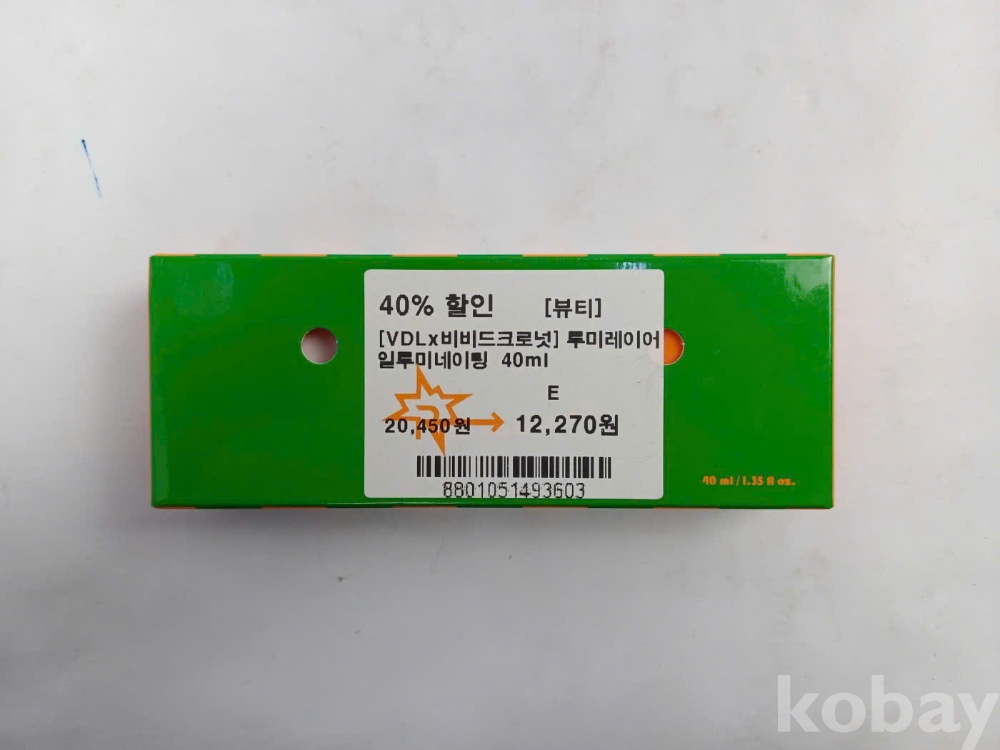 40% 할인 [뷰티]
[VDLx비비드크로넛] 투미레이어
일루미네이팅 40ml
E
20,450원 → 12,270원
8801051493603
40 ml / 1.35 fl oz.
kobay